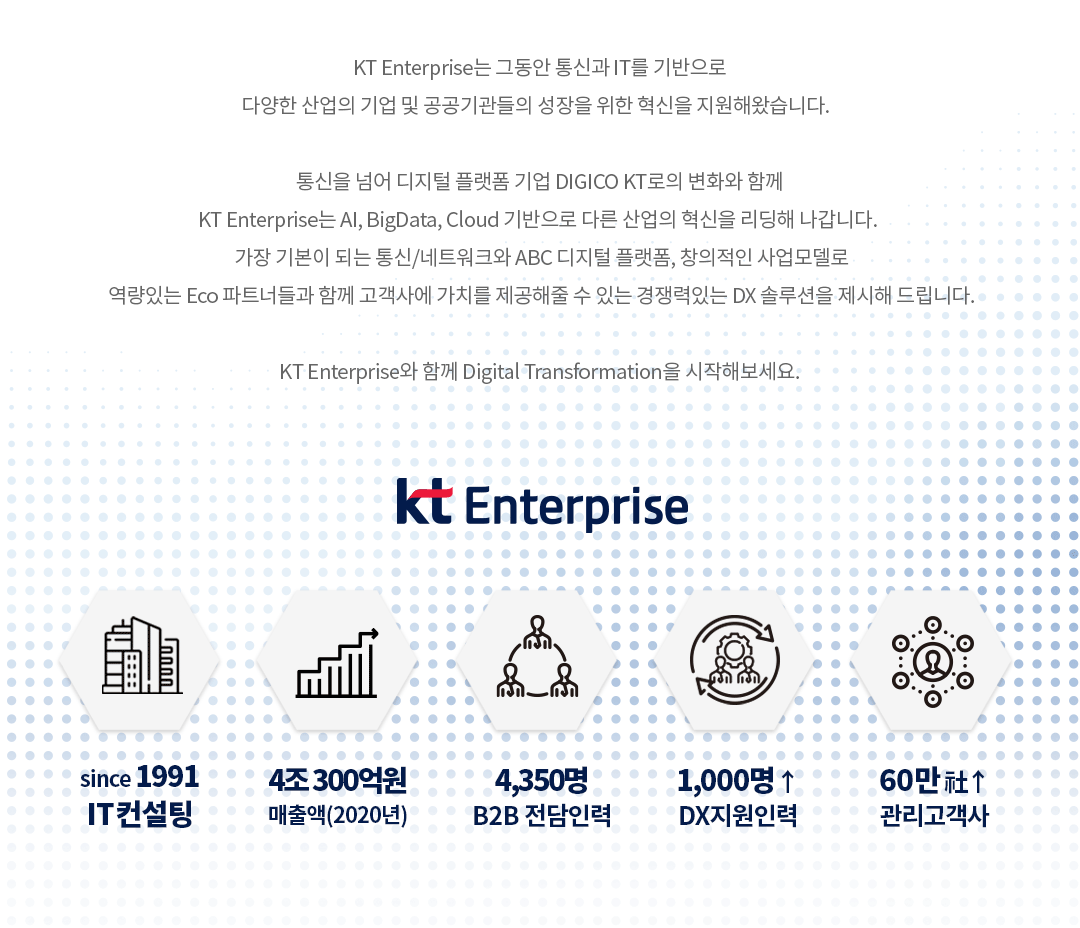 KT Enterprise는 그동안 통신과 IT를 기반으로
다양한 산업의 기업 및 공공기관들의 성장을 위한 혁신을 지원해왔습니다.
통신을 넘어 디지털 플랫폼 기업 DIGICO KT로의 변화와 함께
KT Enterprise는 AI, BigData, Cloud 기반으로 다른 산업의 혁신을 리딩해 나갑니다.
가장 기본이 되는 통신/네트워크와 ABC 디지털 플랫폼, 창의적인 사업모델로
역량있는 Eco 파트너들과 함께 고객사에 가치를 제공해줄 수 있는 경쟁력있는 DX 솔루션을 제시해 드립니다.
KT Enterprise와 함께 Digital Transformation을 시작해보세요.
kt Enterprise
since 1991
IT컨설팅
4조 300억원
매출액(2020년)
4,350명
B2B 전담인력
1,000명↑
DX지원인력
60만 社↑
관리고객사